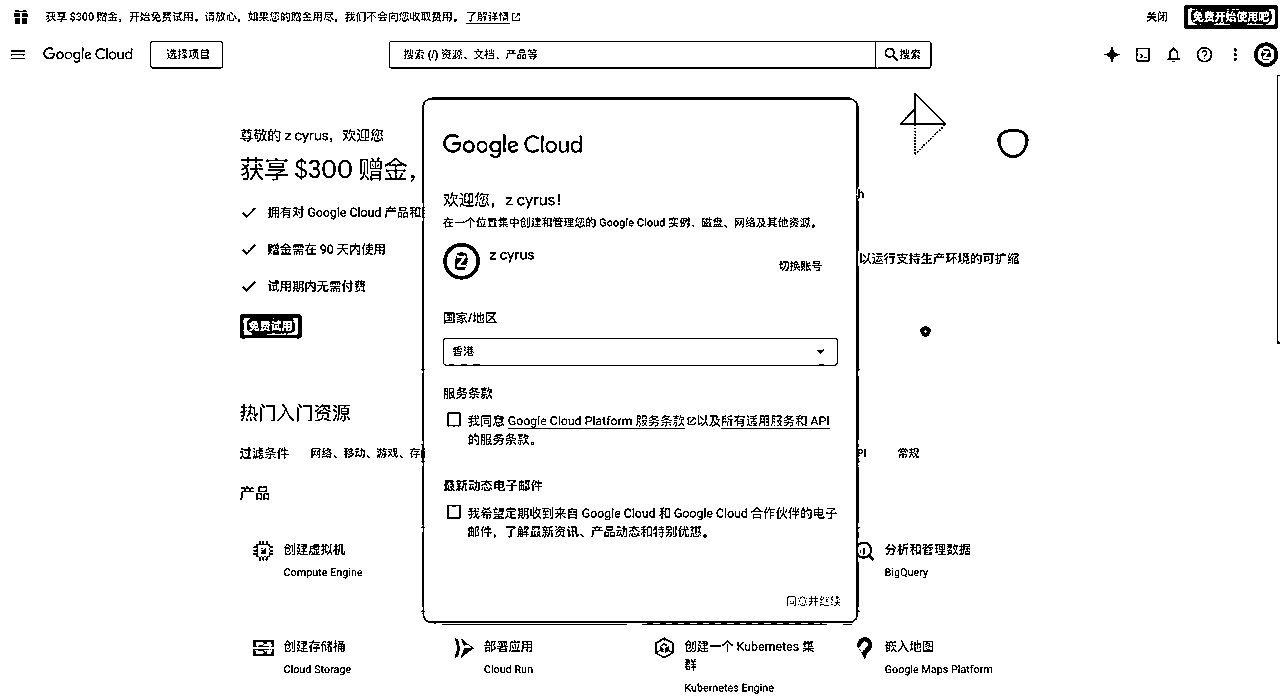 获享 $300 赠金，开始免费试用。请放心，如果您的赠金用尽，我们不会向您收取费用。 了解详情
关闭
免费开始使用吧
Google Cloud
选择项目
搜索 (/) 资源、文档、产品等
搜索
尊敬的 z cyrus，欢迎您
获享 $300 赠金，
拥有对 Google Cloud 产品和
赠金需在 90 天内使用
试用期内无需付费
免费试用
热门入门资源
过滤条件
网络、移动、游戏、存
产品
创建虚拟机
Compute Engine
创建存储桶
Cloud Storage
Google Cloud
欢迎您，z cyrus！
在一个位置集中创建和管理您的 Google Cloud 实例、磁盘、网络及其他资源。
z cyrus
切换账号
国家/地区
香港
服务条款
我同意 Google Cloud Platform 服务条款以及所有适用服务和 API
的服务条款。
最新动态电子邮件
我希望定期收到来自 Google Cloud 和 Google Cloud 合作伙伴的电子
邮件，了解最新资讯、产品动态和特别优惠。
同意并继续
部署应用
Cloud Run
创建一个 Kubernetes 集
群
Kubernetes Engine
h
以运行支持生产环境的可扩缩
PI
常规
分析和管理数据
BigQuery
嵌入地图
Google Maps Platform